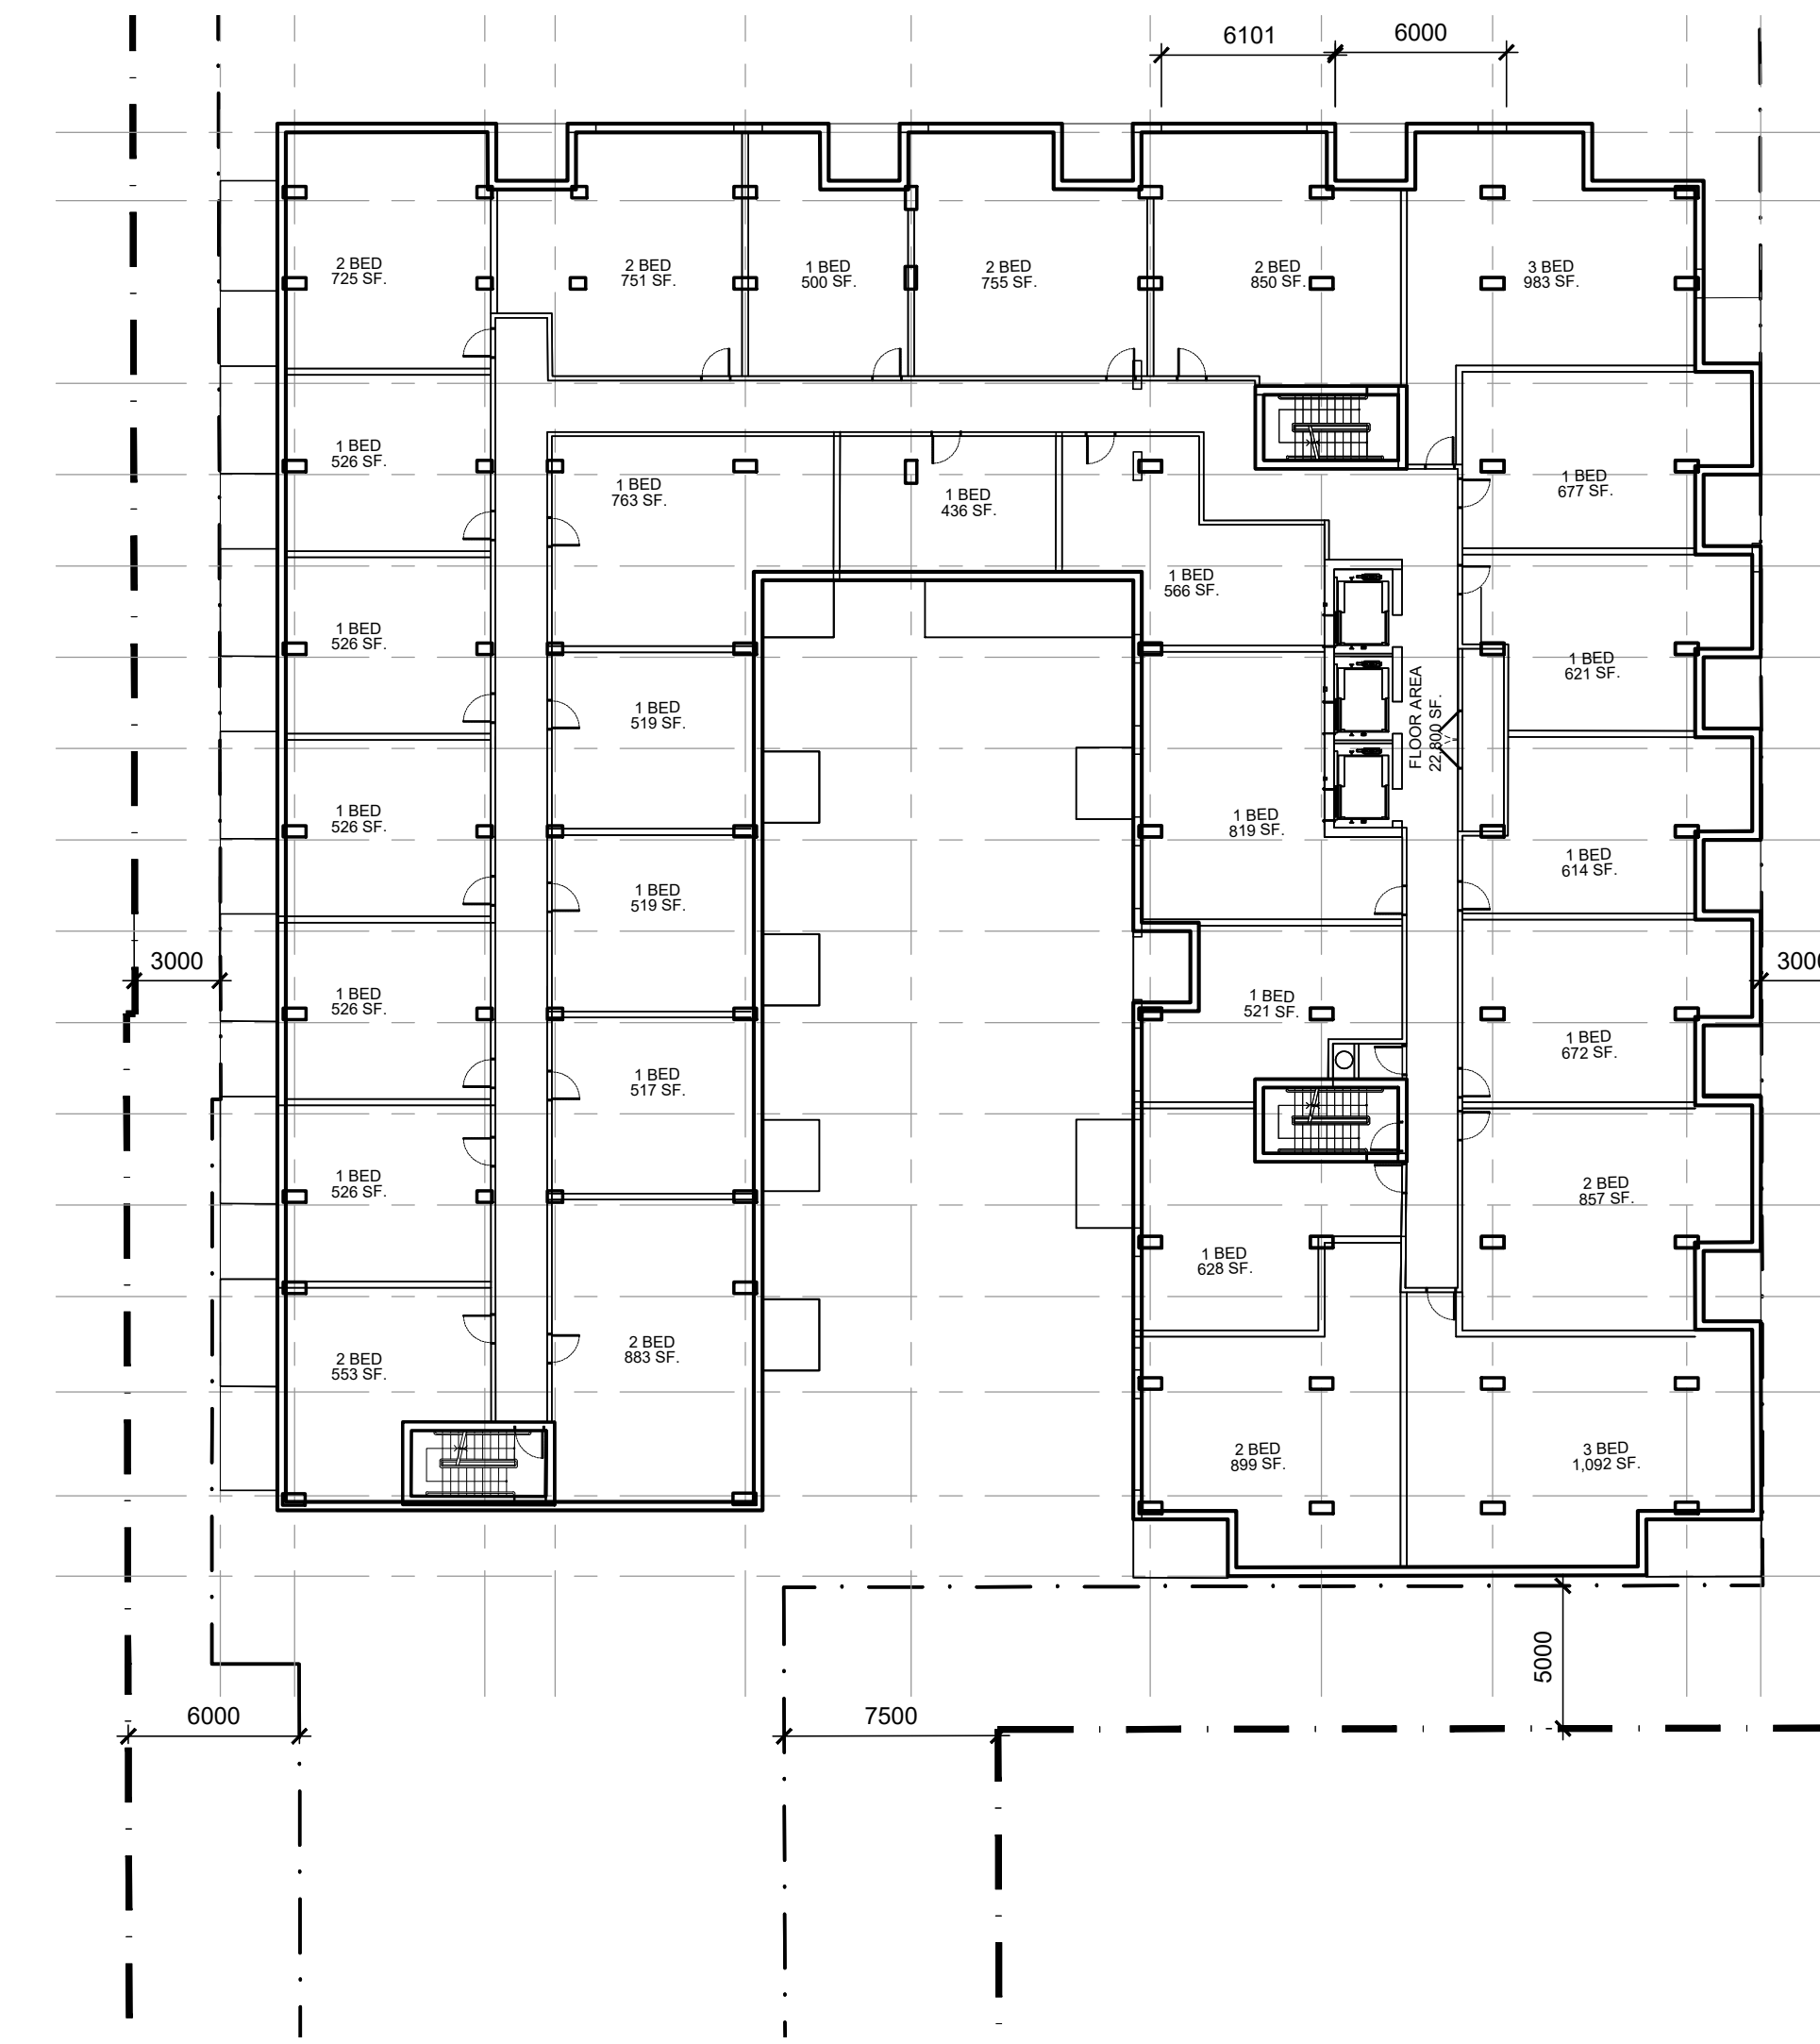 6101
6000
2 BED
725 SF.
2 BED
751 SF.
1 BED
500 SF.
2 BED
755 SF.
2 BED
850 SF.
3 BED
983 SF.
1 BED
526 SF.
1 BED
763 SF.
1 BED
436 SF.
1 BED
677 SF.
1 BED
566 SF.
1 BED
526 SF.
1 BED
519 SF.
FLOOR AREA
22,800 SF.
1 BED
621 SF.
1 BED
526 SF.
1 BED
519 SF.
1 BED
819 SF.
1 BED
614 SF.
3000
3000
1 BED
526 SF.
1 BED
517 SF.
1 BED
521 SF.
1 BED
672 SF.
1 BED
526 SF.
1 BED
628 SF.
2 BED
857 SF.
2 BED
553 SF.
2 BED
883 SF.
2 BED
899 SF.
3 BED
1,092 SF.
5000
6000
7500